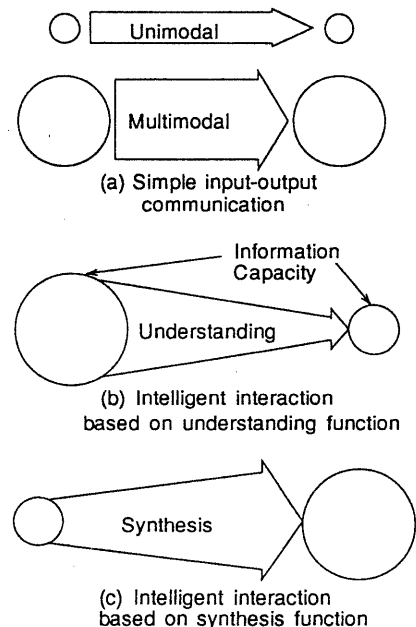 Unimodal
Multimodal
(a) Simple input-output
communication
Information
Capacity
Understanding
(b) Intelligent interaction
based on understanding function
Synthesis
(c) Intelligent interaction
based on synthesis function